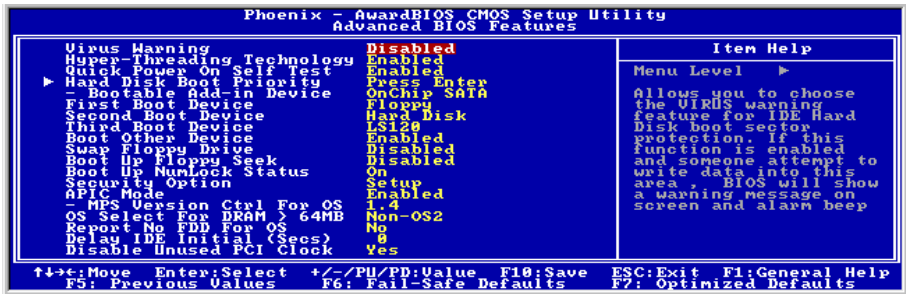 Phoenix - AwardBIOS CMOS Setup Utility
Advanced BIOS Features
Virus Warning Disabled
Hyper-Threading Technology Enabled
Quick Power On Self Test Enabled
► Hard Disk Boot Priority Press Enter
- Bootable Add-in Device OnChip SATA
First Boot Device Floppy
Second Boot Device Hard Disk
Third Boot Device LS120
Boot Other Device Enabled
Swap Floppy Drive Disabled
Boot Up Floppy Seek Disabled
Boot Up NumLock Status On
Security Option Setup
APIC Mode Enabled
- MPS Version Ctrl For OS 1.4
OS Select For DRAM > 64MB Non-OS2
Report No FDD For OS No
Delay IDE Initial (Secs) 0
Disable Unused PCI Clock Yes
Item Help
Menu Level ►
Allows you to choose
the VIRUS warning
feature for IDE Hard
Disk boot sector
protection. If this
function is enabled
and someone attempt to
write data into this
area , BIOS will show
a warning message on
screen and alarm beep
↑↓→←:Move Enter:Select +/-/PU/PD:Value F10:Save ESC:Exit F1:General Help
F5: Previous Values F6: Fail-Safe Defaults F7: Optimized Defaults